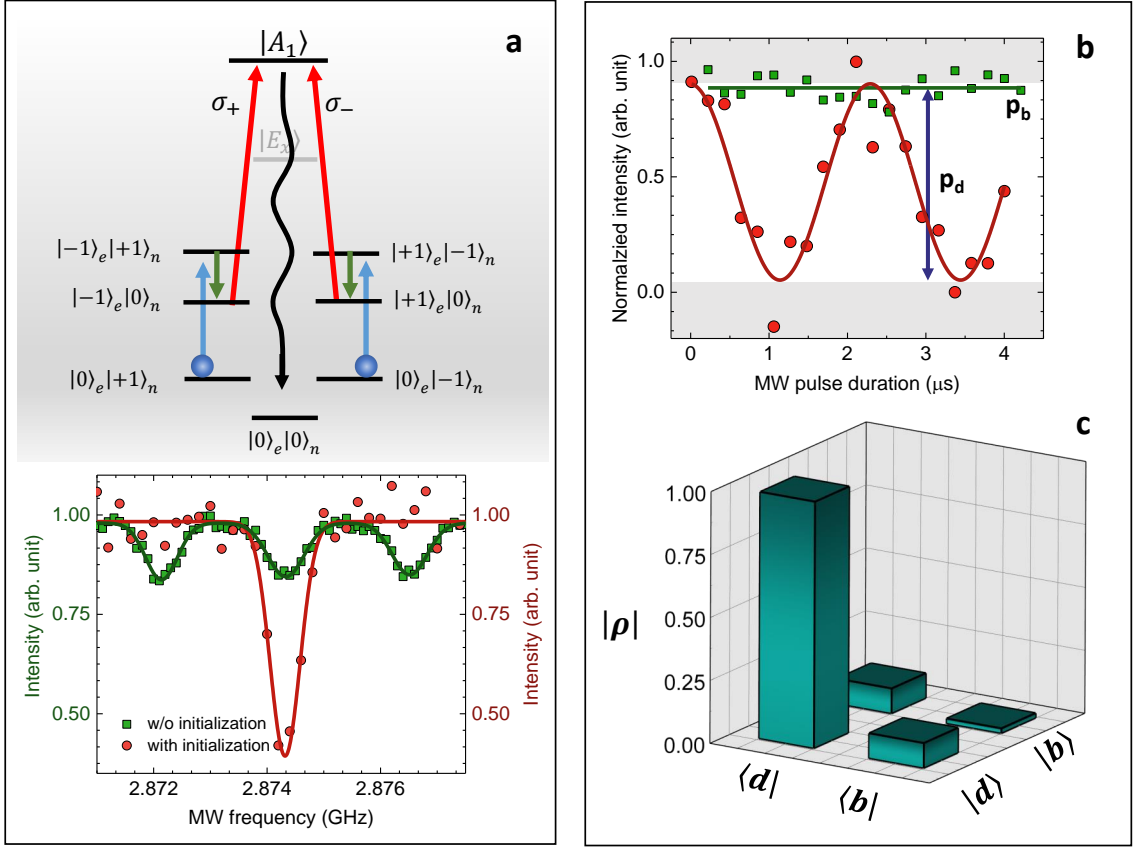 a
|A₁⟩
σ₊
σ₋
|Eₓ⟩
|−1⟩ₑ|+1⟩ₙ
|+1⟩ₑ|−1⟩ₙ
|−1⟩ₑ|0⟩ₙ
|+1⟩ₑ|0⟩ₙ
|0⟩ₑ|+1⟩ₙ
|0⟩ₑ|−1⟩ₙ
|0⟩ₑ|0⟩ₙ
1.00
0.75
0.50
Intensity (arb. unit)
1.00
0.75
0.50
Intensity (arb. unit)
w/o initialization
with initialization
2.872
2.874
2.876
MW frequency (GHz)
b
1.0
0.5
0.0
Normalzied intensity (arb. unit)
p_b
p_d
0
1
2
3
4
MW pulse duration (μs)
c
1.00
0.75
0.50
0.25
0.00
|ρ|
⟨d|
⟨b|
|d⟩
|b⟩